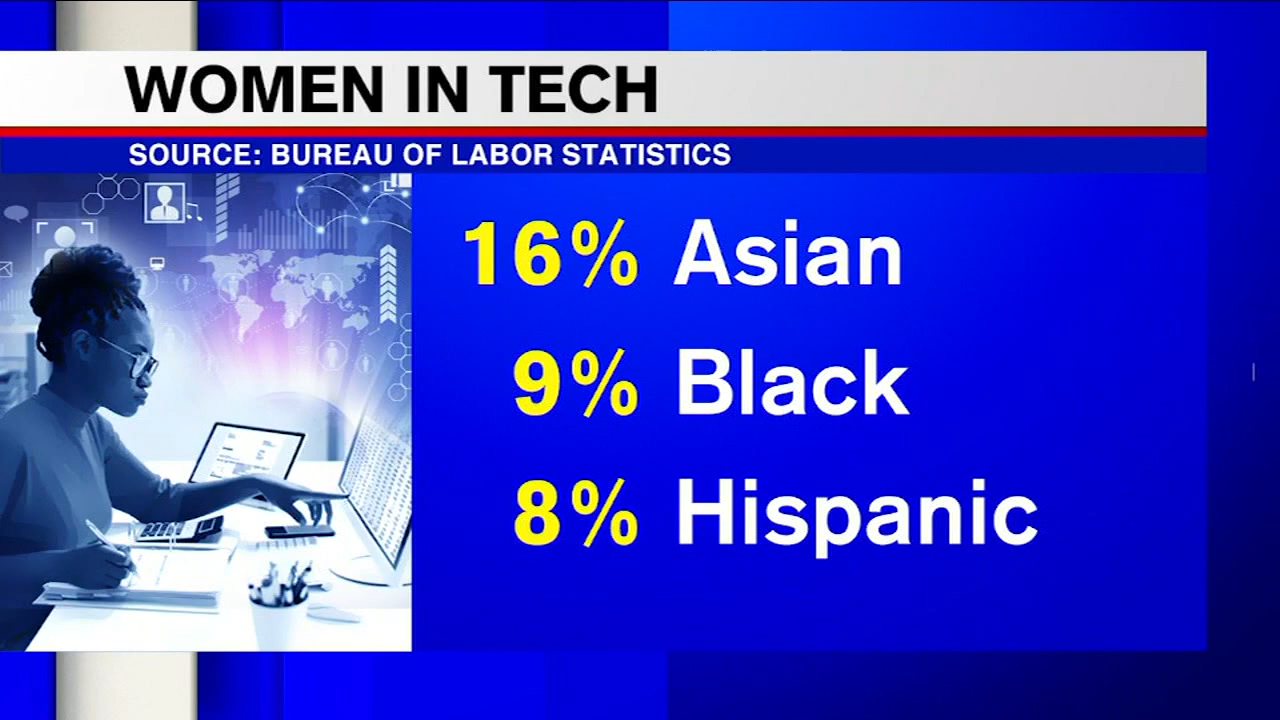 WOMEN IN TECH
SOURCE: BUREAU OF LABOR STATISTICS
16% Asian
9% Black
8% Hispanic